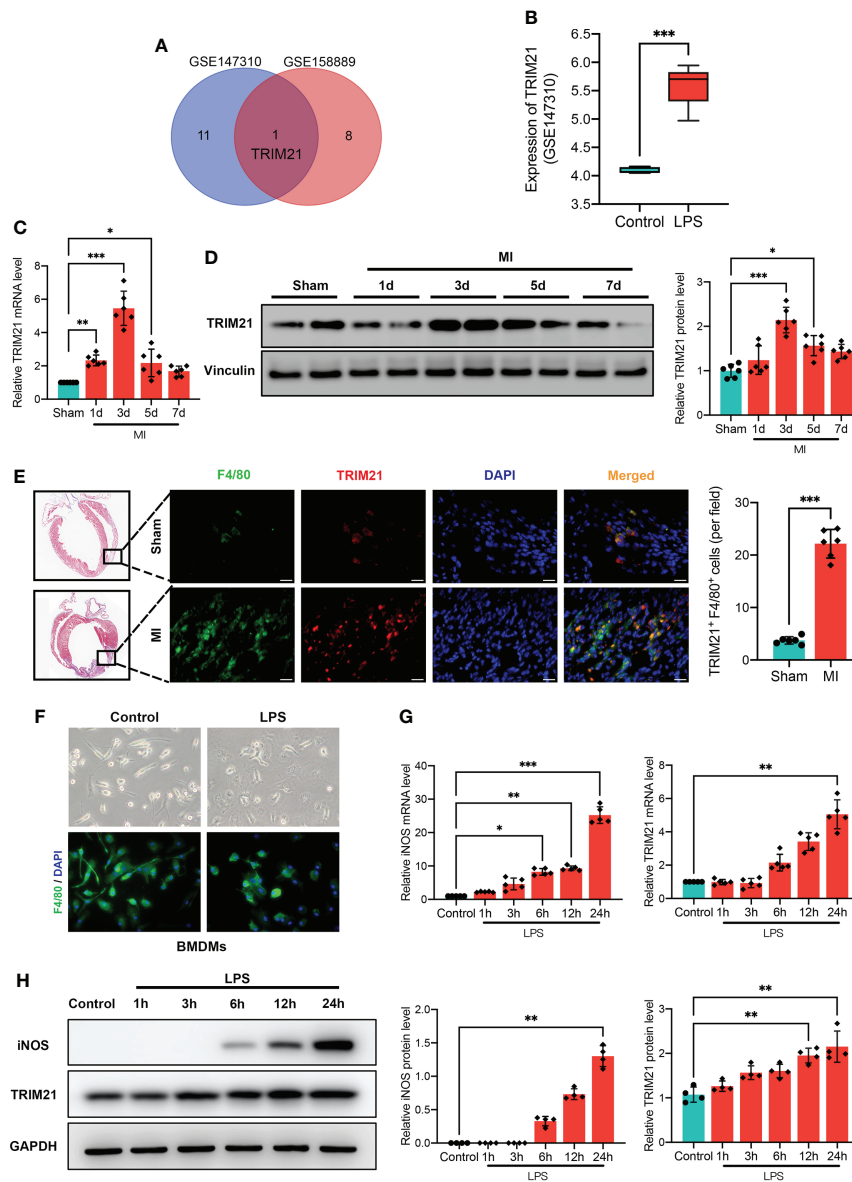 A
GSE147310 GSE158889
11 1 8
TRIM21
B
Expression of TRIM21
(GSE147310)
6.5
6.0
5.5
5.0
4.5
4.0
3.5
***
Control LPS
C
Relative TRIM21 mRNA level
8
6
4
2
0
*
***
**
Sham 1d 3d 5d 7d
MI
D
MI
Sham 1d 3d 5d 7d
TRIM21
Vinculin
Relative TRIM21 protein level
3
2
1
0
*
***
Sham 1d 3d 5d 7d
MI
E
F4/80 TRIM21 DAPI Merged
Sham
MI
TRIM21+ F4/80+ cells (per field)
30
20
10
0
***
Sham MI
F
Control LPS
F4/80 / DAPI
BMDMs
G
Relative iNOS mRNA level
40
30
20
10
0
***
**
*
Control 1h 3h 6h 12h 24h
LPS
Relative TRIM21 mRNA level
8
6
4
2
0
**
Control 1h 3h 6h 12h 24h
LPS
H
LPS
Control 1h 3h 6h 12h 24h
iNOS
TRIM21
GAPDH
Relative iNOS protein level
2.0
1.5
1.0
0.5
0.0
**
Control 1h 3h 6h 12h 24h
LPS
Relative TRIM21 protein level
3
2
1
0
**
**
Control 1h 3h 6h 12h 24h
LPS